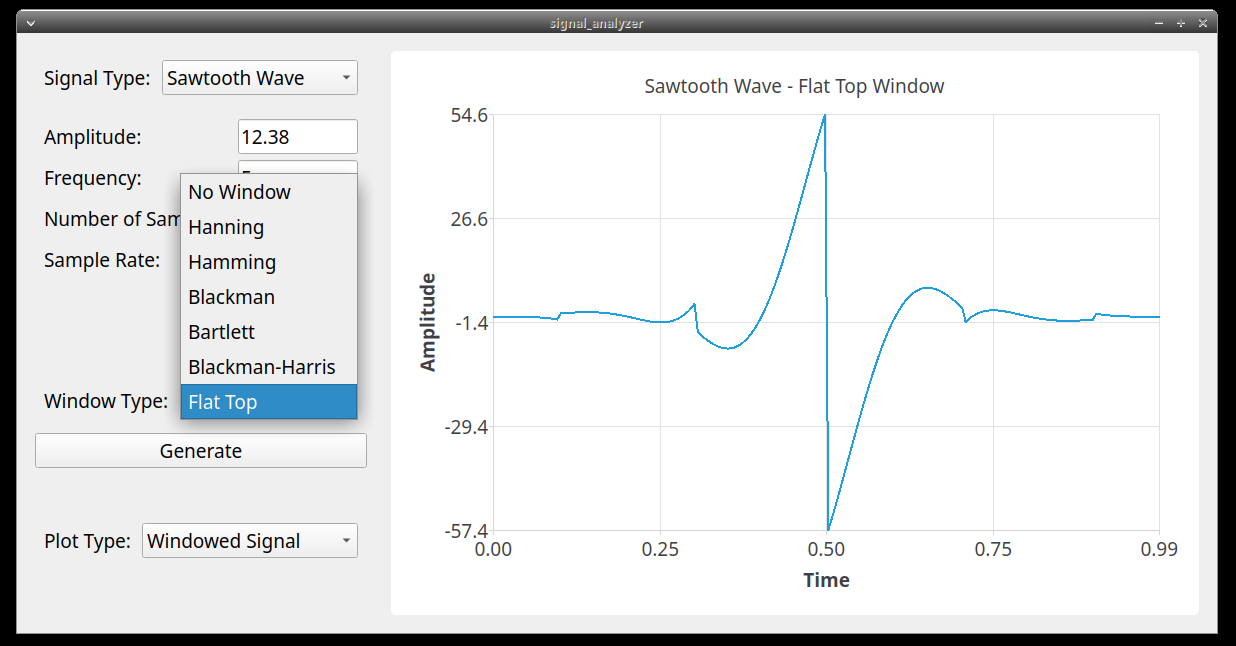 signal_analyzer
Signal Type: Sawtooth Wave
Amplitude: 12.38
Frequency:
Number of Sam
Sample Rate:
No Window
Hanning
Hamming
Blackman
Bartlett
Blackman-Harris
Window Type: Flat Top
Generate
Plot Type: Windowed Signal
Sawtooth Wave - Flat Top Window
54.6
26.6
-1.4
-29.4
-57.4
Amplitude
0.00 0.25 0.50 0.75 0.99
Time